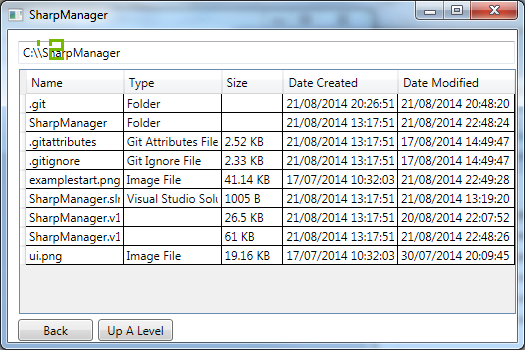 SharpManager
C:\\SharpManager
Name Type Size Date Created Date Modified
.git Folder 21/08/2014 20:26:51 21/08/2014 20:48:20
SharpManager Folder 21/08/2014 13:17:51 21/08/2014 22:48:24
.gitattributes Git Attributes File 2.52 KB 21/08/2014 13:17:51 17/08/2014 14:49:47
.gitignore Git Ignore File 2.33 KB 21/08/2014 13:17:51 17/08/2014 14:49:47
examplestart.png Image File 41.14 KB 17/07/2014 10:32:03 21/08/2014 22:49:28
SharpManager.sln Visual Studio Solu 1005 B 21/08/2014 13:17:51 21/08/2014 13:19:20
SharpManager.v1 26.5 KB 21/08/2014 13:17:51 20/08/2014 22:07:52
SharpManager.v1 61 KB 21/08/2014 13:17:51 21/08/2014 22:48:26
ui.png Image File 19.16 KB 17/07/2014 10:32:03 30/07/2014 20:09:45
Back Up A Level